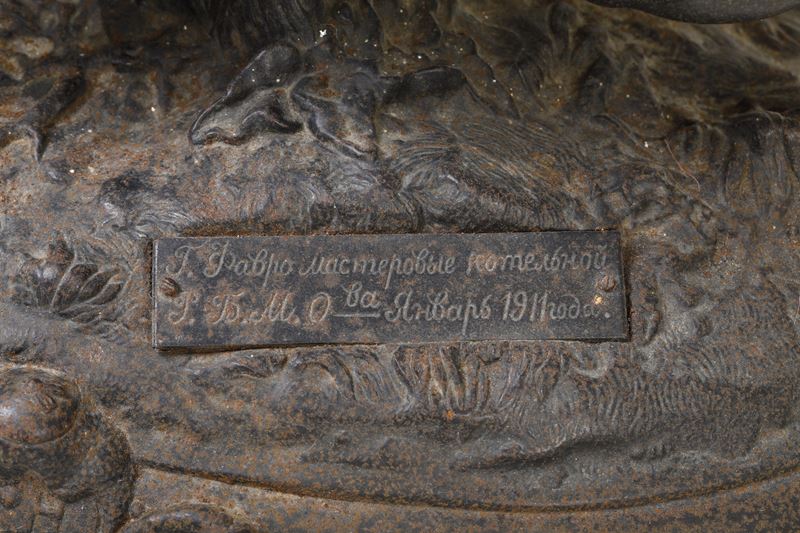 Г. Фавро мастеровые котельной
Г. Б. М. О ва Январь 1911 года.